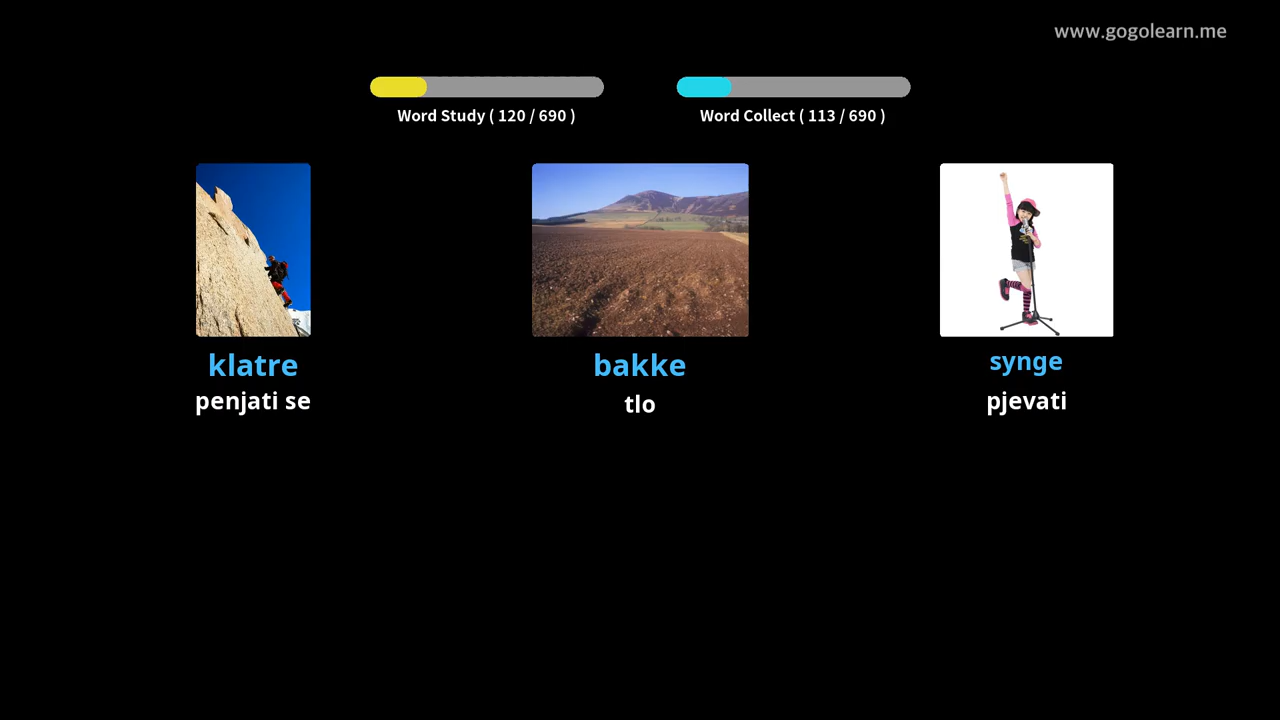 www.gogolearn.me
Word Study ( 120 / 690 )
Word Collect ( 113 / 690 )
klatre
penjati se
bakke
tlo
synge
pjevati